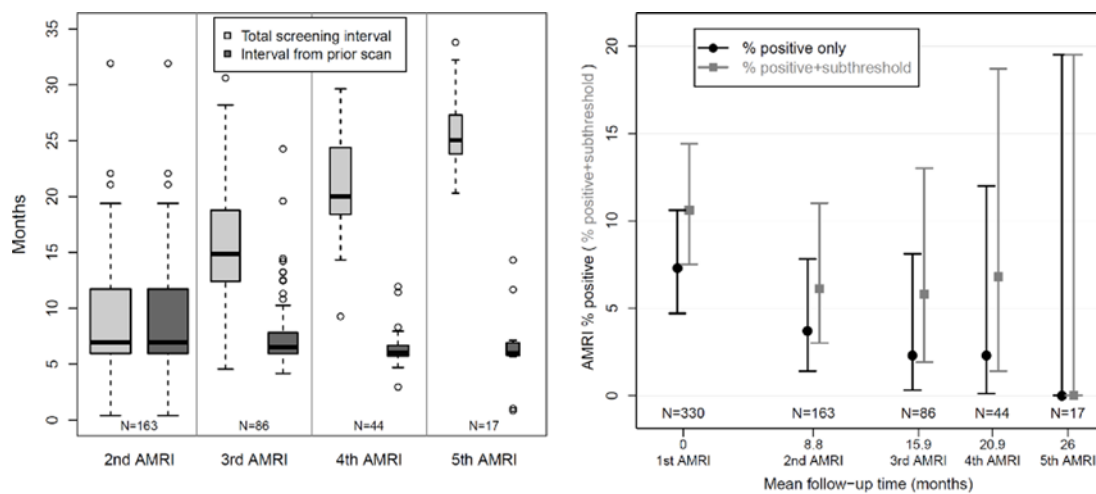 35
30
25
20
15
10
5
0
Months
Total screening interval
Interval from prior scan
N=163
N=86
N=44
N=17
2nd AMRI
3rd AMRI
4th AMRI
5th AMRI
20
15
10
5
0
AMRI % positive ( % positive+subthreshold )
% positive only
% positive+subthreshold
N=330
N=163
N=86
N=44
N=17
0
8.8
15.9
20.9
26
1st AMRI
2nd AMRI
3rd AMRI
4th AMRI
5th AMRI
Mean follow-up time (months)